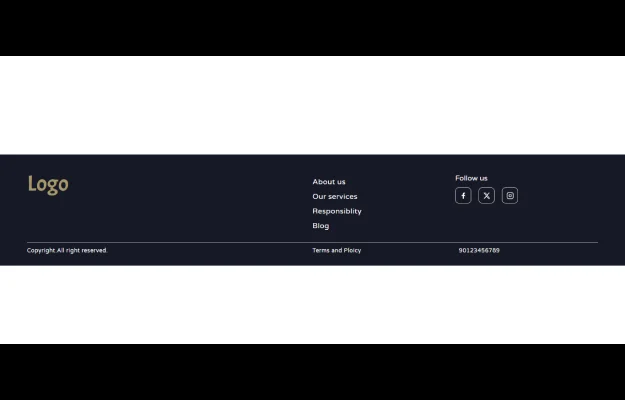 Logo
About us
Our services
Responsiblity
Blog
Follow us
Copyright.All right reserved.
Terms and Ploicy
90123456789